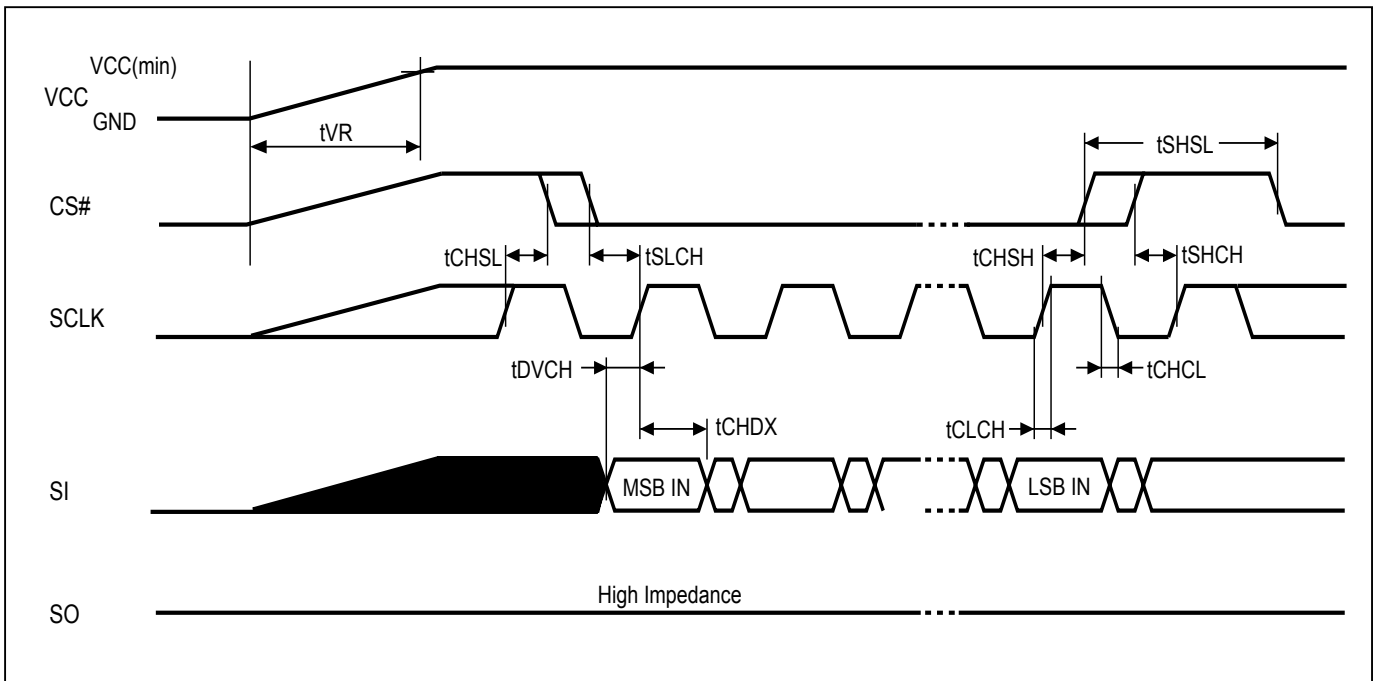 VCC(min)
VCC
GND
tVR
tSHSL
CS#
tCHSL
tSLCH
tCHSH
tSHCH
SCLK
tDVCH
tCHCL
tCHDX
tCLCH
SI
MSB IN
LSB IN
High Impedance
SO